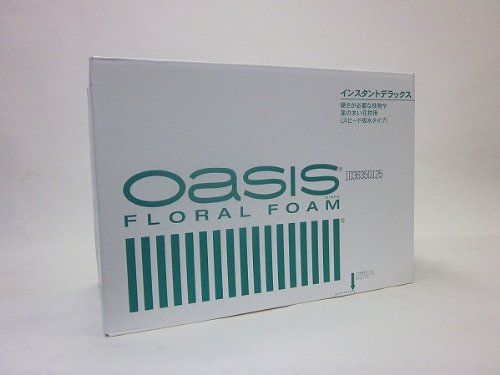 インスタントデラックス
硬さが必要な枝物や
茎の太い花材用
(スピード吸水タイプ)
OASIS®
BRAND
ID36350125
FLORAL FOAM
®